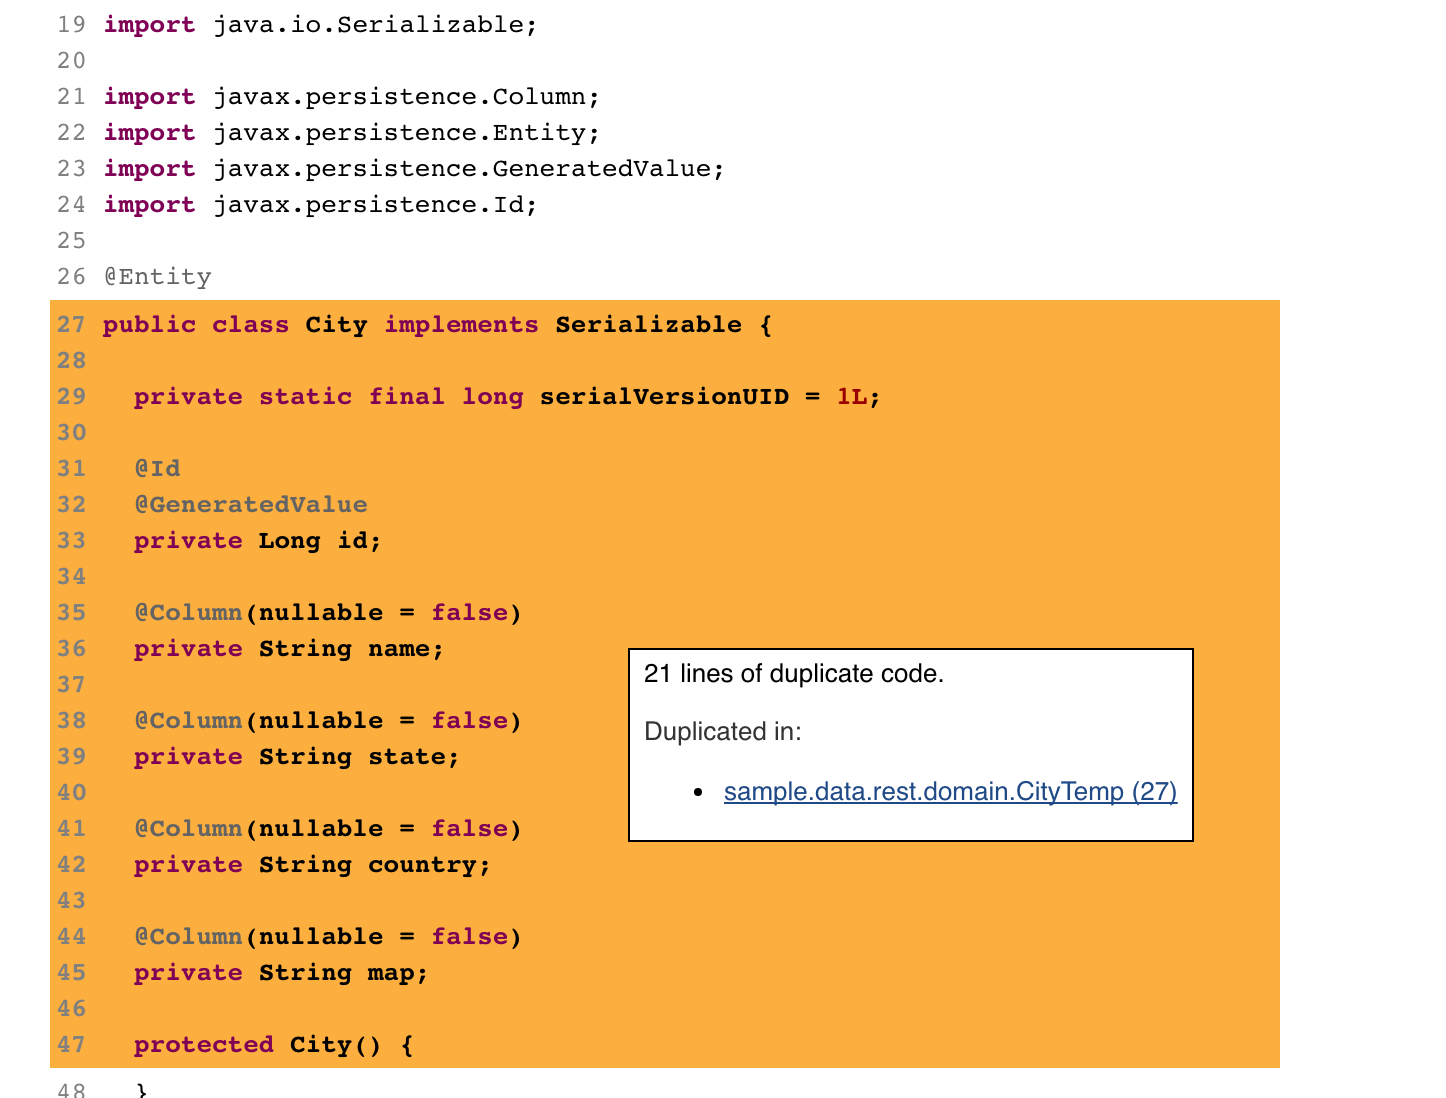 19 import java.io.Serializable;
20
21 import javax.persistence.Column;
22 import javax.persistence.Entity;
23 import javax.persistence.GeneratedValue;
24 import javax.persistence.Id;
25
26 @Entity
27 public class City implements Serializable {
28
29 private static final long serialVersionUID = 1L;
30
31 @Id
32 @GeneratedValue
33 private Long id;
34
35 @Column(nullable = false)
36 private String name;
37
38 @Column(nullable = false)
39 private String state;
40
41 @Column(nullable = false)
42 private String country;
43
44 @Column(nullable = false)
45 private String map;
46
47 protected City() {
48 }
21 lines of duplicate code.
Duplicated in:
• sample.data.rest.domain.CityTemp (27)